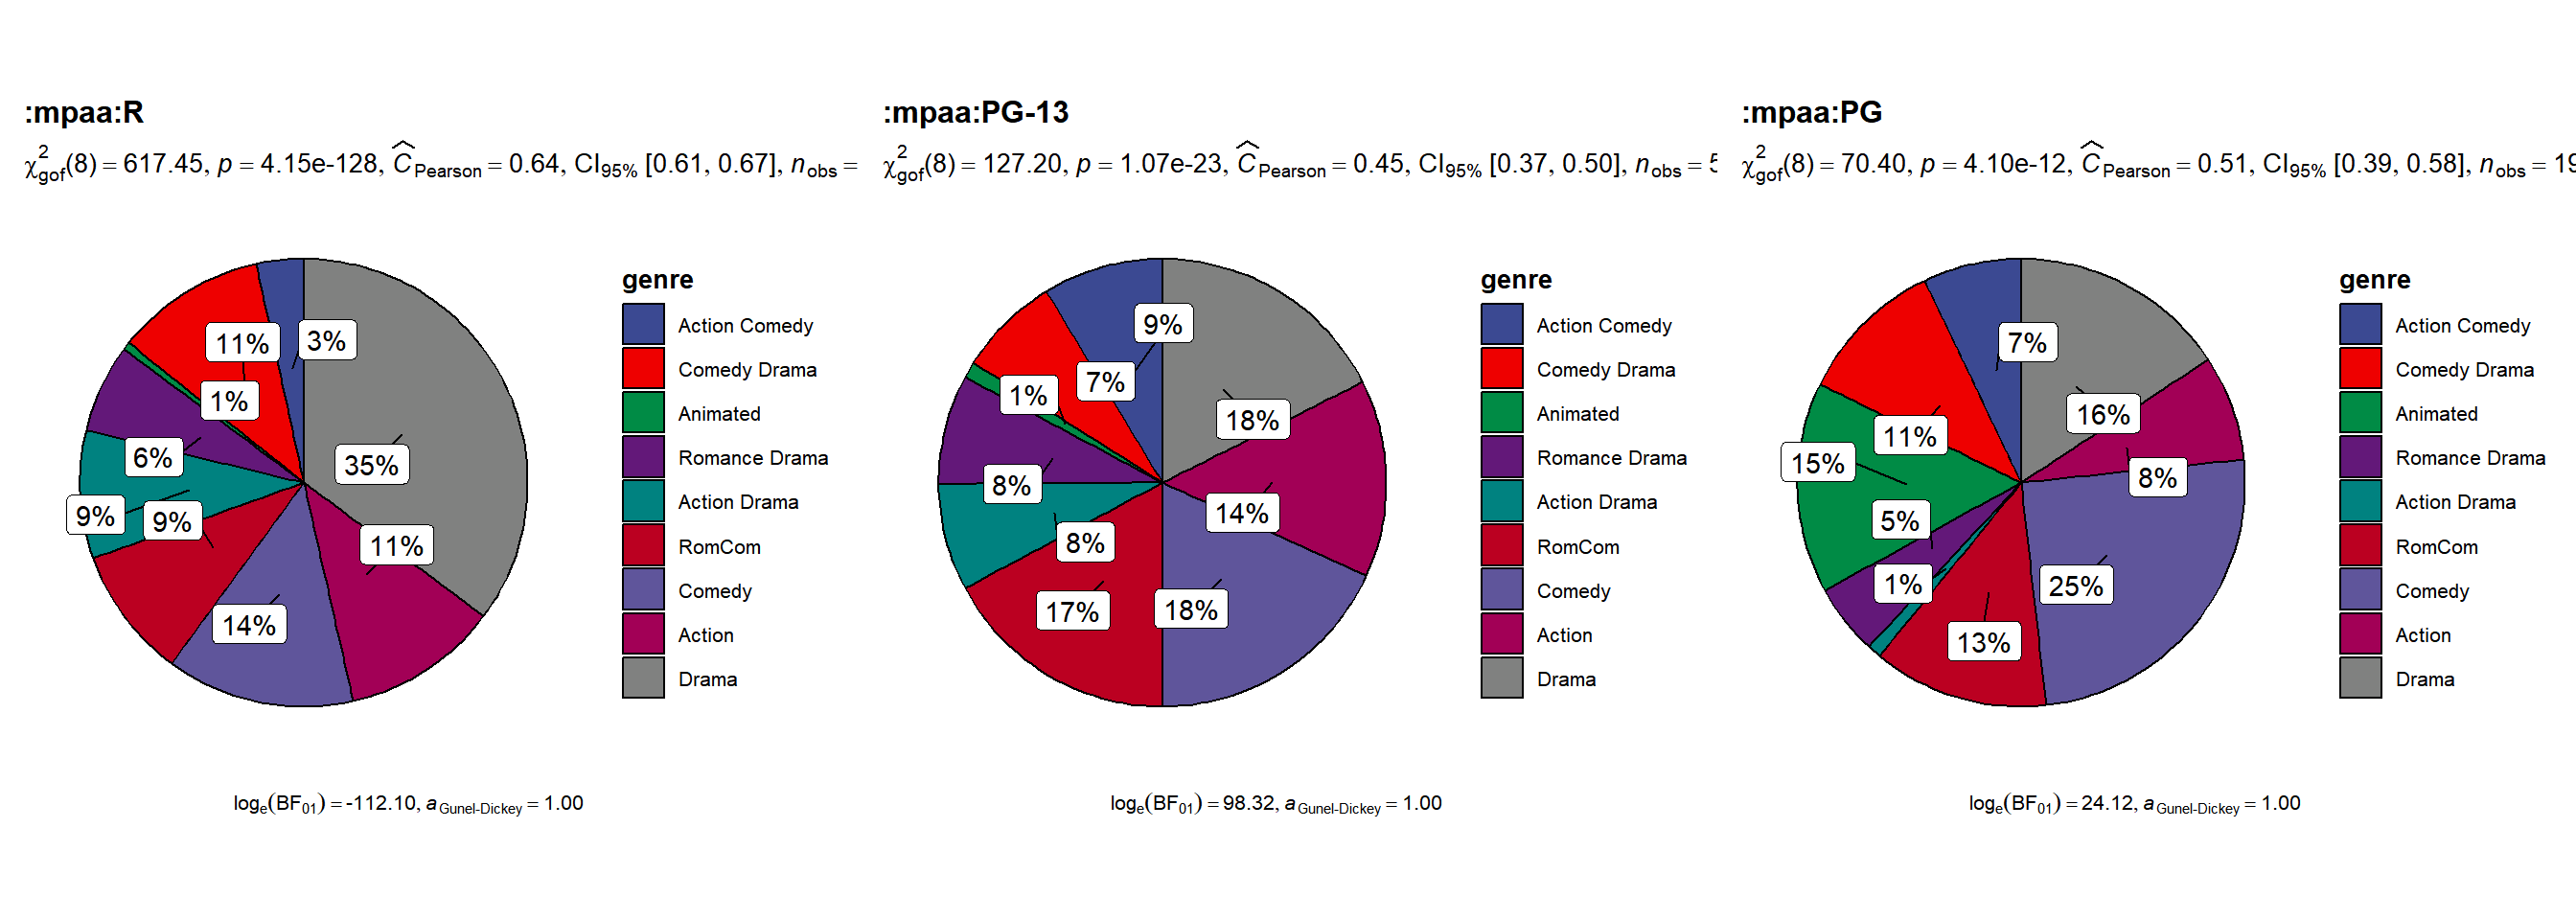 :mpaa:R
χ²gof(8) = 617.45, p = 4.15e-128, ĈPearson = 0.64, CI95% [0.61, 0.67], nobs =
genre
Action Comedy
Comedy Drama
Animated
Romance Drama
Action Drama
RomCom
Comedy
Action
Drama
3%
11%
1%
6%
35%
9%
9%
11%
14%
loge(BF01) = -112.10, aGunel-Dickey = 1.00
:mpaa:PG-13
χ²gof(8) = 127.20, p = 1.07e-23, ĈPearson = 0.45, CI95% [0.37, 0.50], nobs =
genre
Action Comedy
Comedy Drama
Animated
Romance Drama
Action Drama
RomCom
Comedy
Action
Drama
9%
7%
1%
18%
8%
14%
8%
17%
18%
loge(BF01) = 98.32, aGunel-Dickey = 1.00
:mpaa:PG
χ²gof(8) = 70.40, p = 4.10e-12, ĈPearson = 0.51, CI95% [0.39, 0.58], nobs =
genre
Action Comedy
Comedy Drama
Animated
Romance Drama
Action Drama
RomCom
Comedy
Action
Drama
7%
16%
11%
15%
8%
5%
1%
25%
13%
loge(BF01) = 24.12, aGunel-Dickey = 1.00